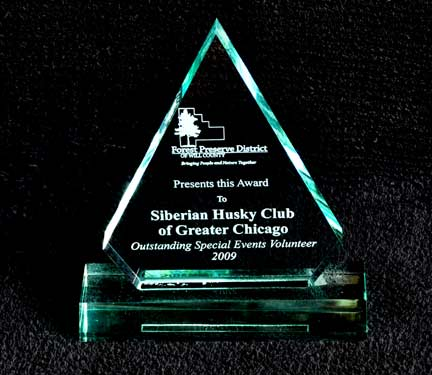 Forest Preserve District
OF WILL COUNTY
Bringing People and Nature Together
Presents this Award
To
Siberian Husky Club
of Greater Chicago
Outstanding Special Events Volunteer
2009